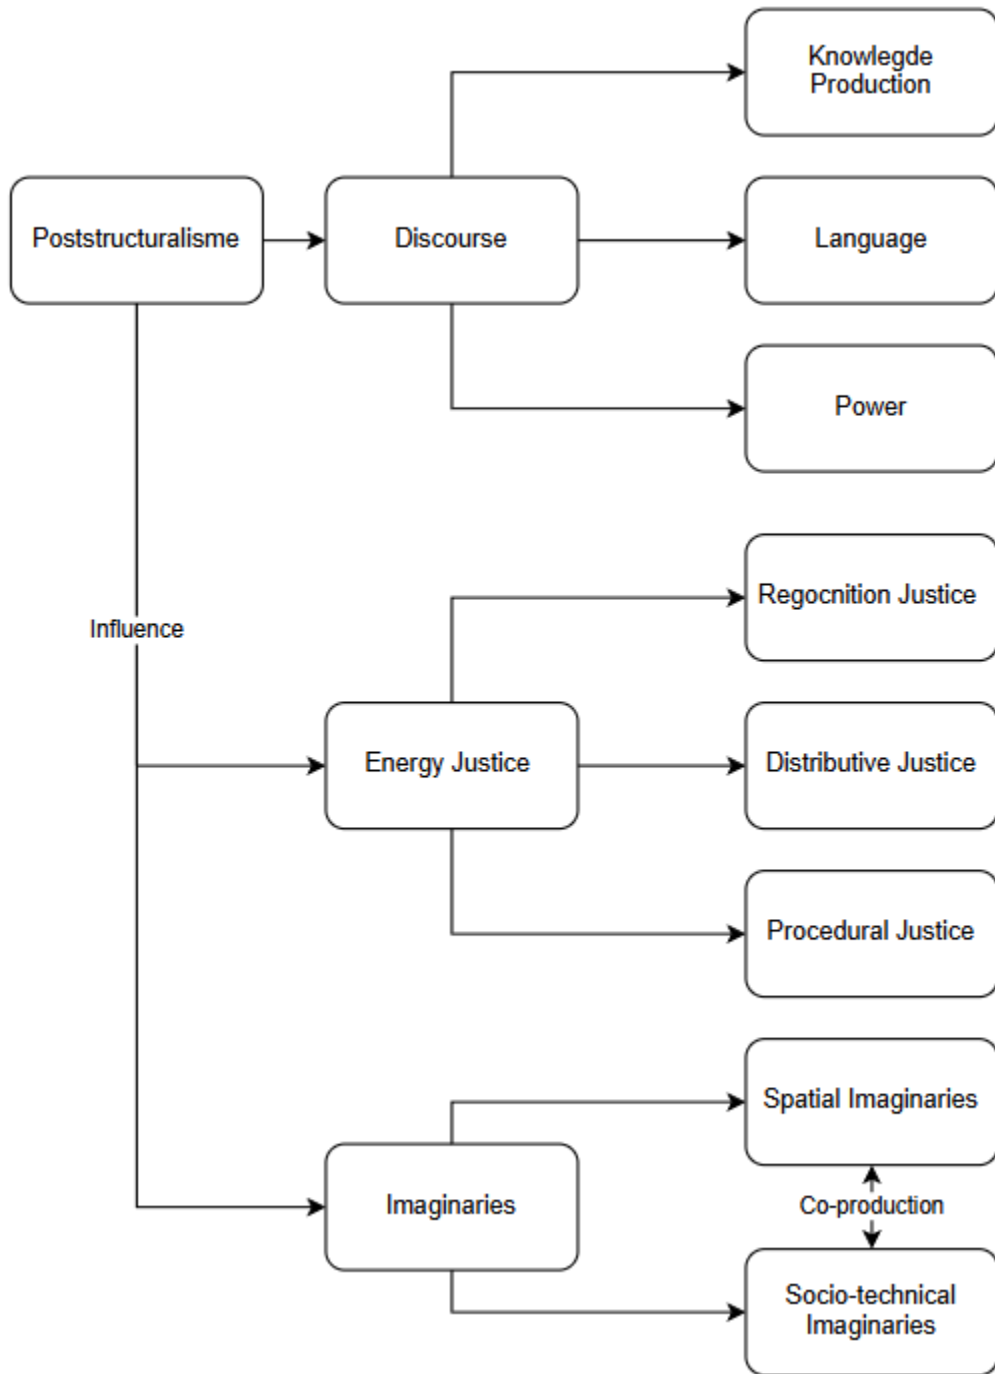 Knowlegde
Production
Poststructuralisme
Discourse
Language
Power
Regocnition Justice
Influence
Energy Justice
Distributive Justice
Procedural Justice
Spatial Imaginaries
Imaginaries
Co-production
Socio-technical
Imaginaries